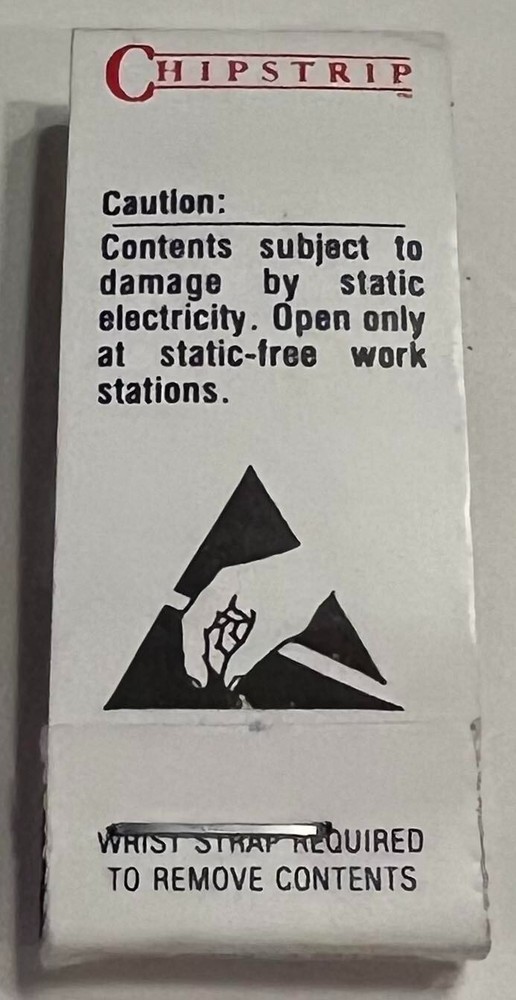 CHIPSTRIP
Caution:
Contents subject to
damage by static
electricity. Open only
at static-free work
stations.
WRIST STRAP REQUIRED
TO REMOVE CONTENTS